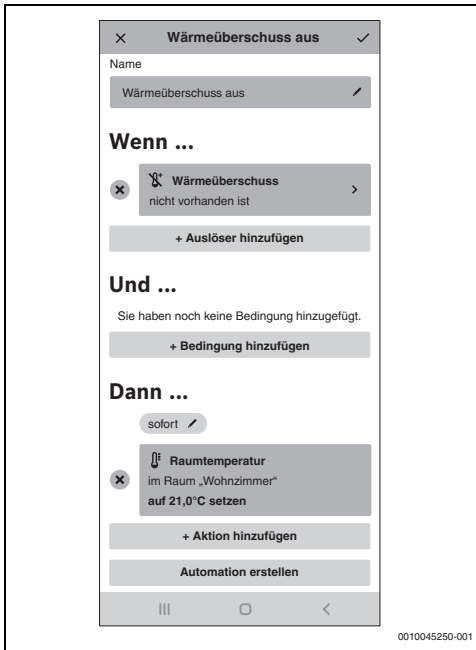 Wärmeüberschuss aus
Name
Wärmeüberschuss aus
Wenn ...
Wärmeüberschuss
nicht vorhanden ist
+ Auslöser hinzufügen
Und ...
Sie haben noch keine Bedingung hinzugefügt.
+ Bedingung hinzufügen
Dann ...
sofort
Raumtemperatur
im Raum „Wohnzimmer“
auf 21,0°C setzen
+ Aktion hinzufügen
Automation erstellen
0010045250-001